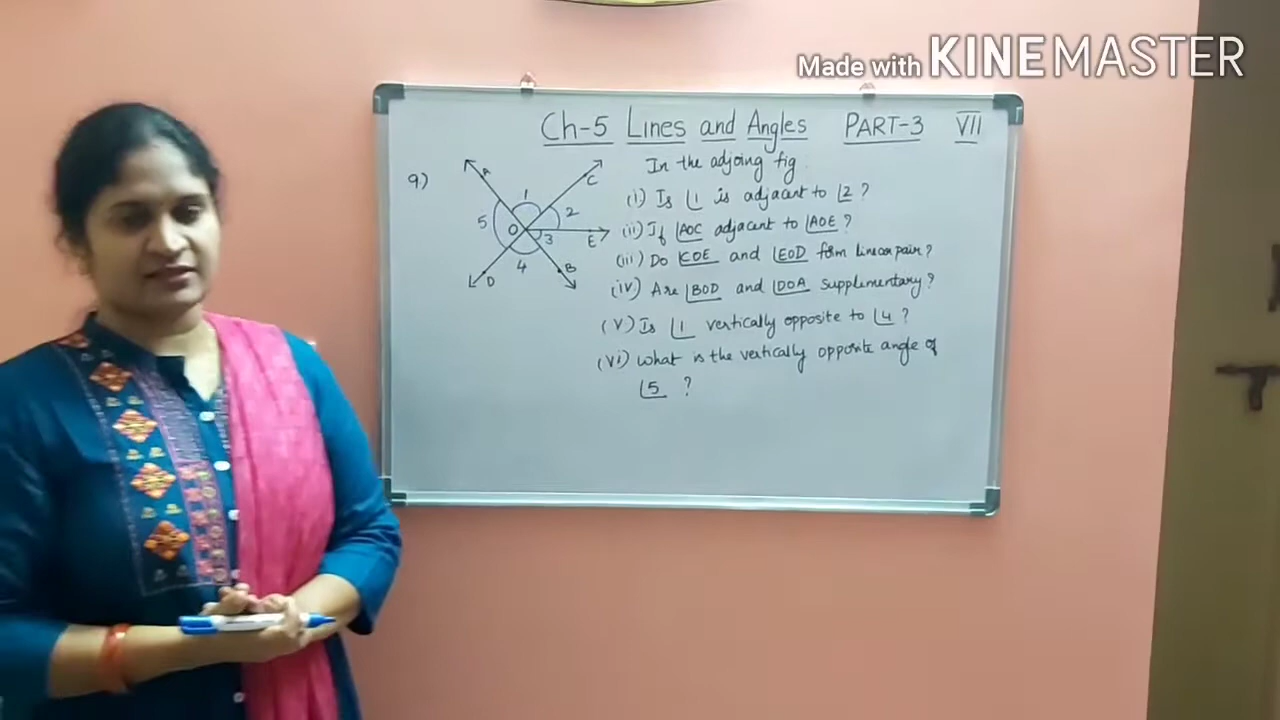 Made with KINEMASTER
Ch-5 Lines and Angles PART-3 VII
9)
In the adjoing fig
(i) Is ∠1 is adjacent to ∠2 ?
(ii) If ∠AOC adjacent to ∠AOE ?
(iii) Do ∠COE and ∠EOD form linear pair ?
(iv) Are ∠BOD and ∠DOA supplimentary ?
(V) Is ∠1 vertically opposite to ∠4 ?
(Vi) What is the vertically opposite angle of
∠5 ?
A
C
1
5
2
O
3
E
4
B
D